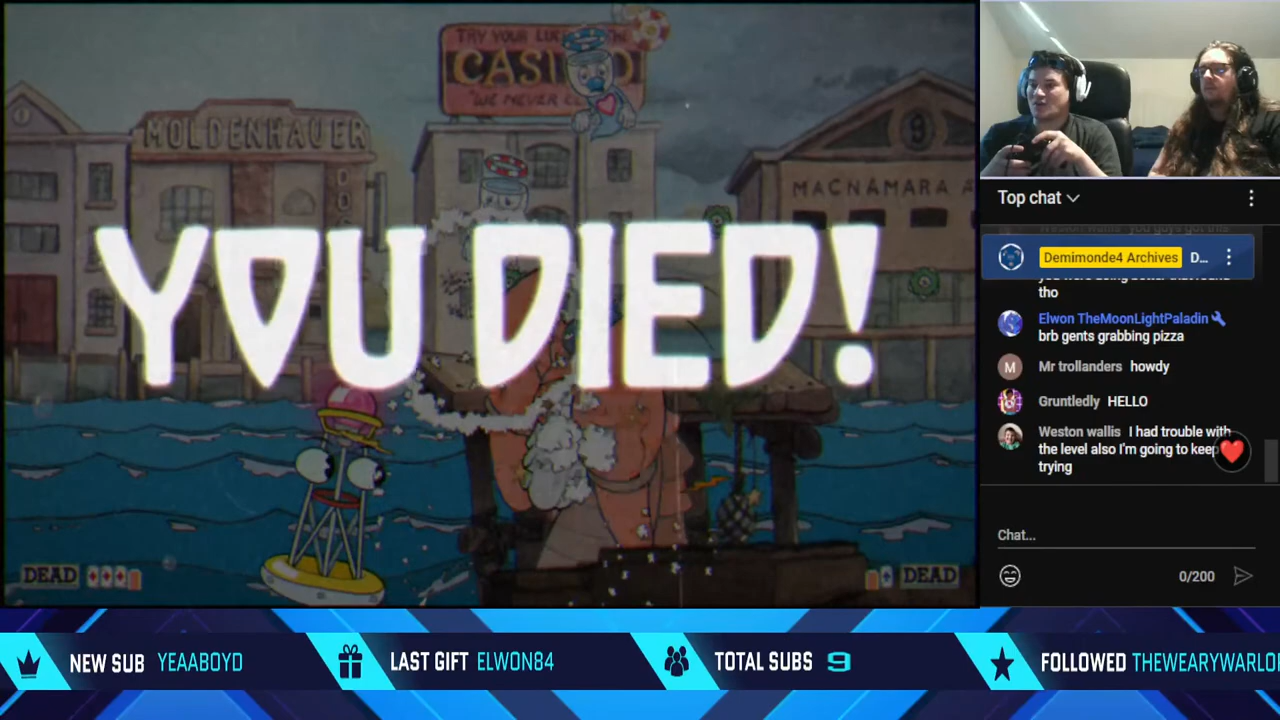 TRY YOUR LUCK
CASINO
"WE NEVER
MOLDENHAUER
MACNAMARA
YOU DIED!
DEAD
DEAD
Top chat
Demimonde4 Archives D...
tho
Elwon TheMoonLightPaladin
brb gents grabbing pizza
M
Mr trollanders howdy
Gruntledly HELLO
Weston wallis I had trouble with
the level also I'm going to keep
trying
Chat...
0/200
NEW SUB YEAABOYD
LAST GIFT ELWON84
TOTAL SUBS 9
FOLLOWED THEWEARYWARLO